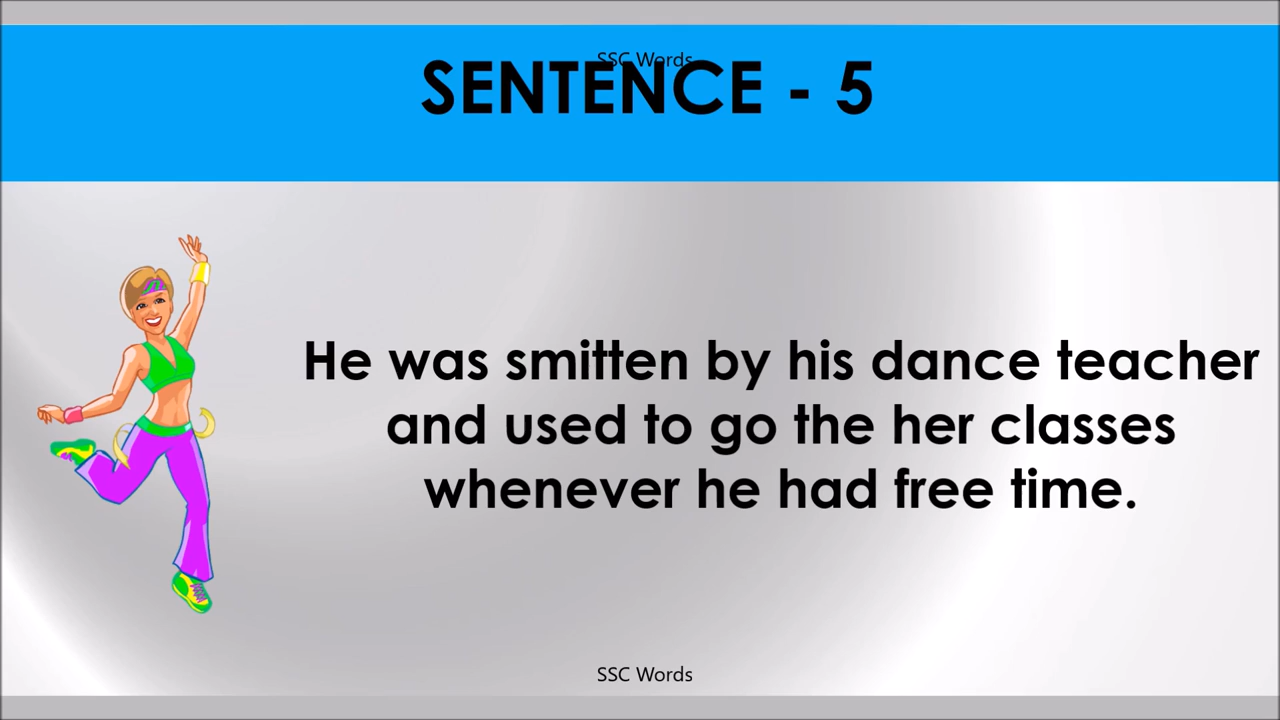 SSC Words
SENTENCE - 5
He was smitten by his dance teacher
and used to go the her classes
whenever he had free time.
SSC Words